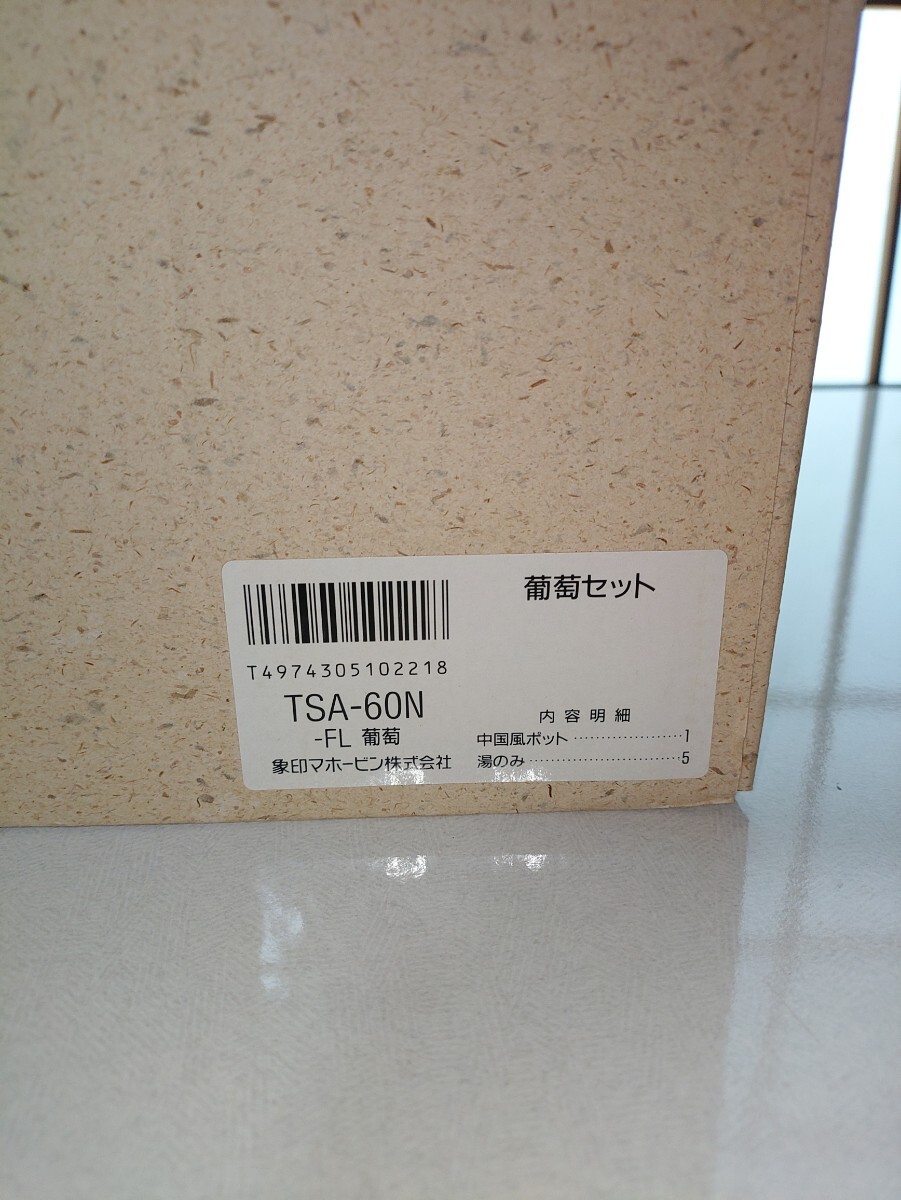 葡萄セット
T4974305102218
TSA-60N
-FL 葡萄
象印マホービン株式会社
内容明細
中国風ポット…………………1
湯のみ…………………………5